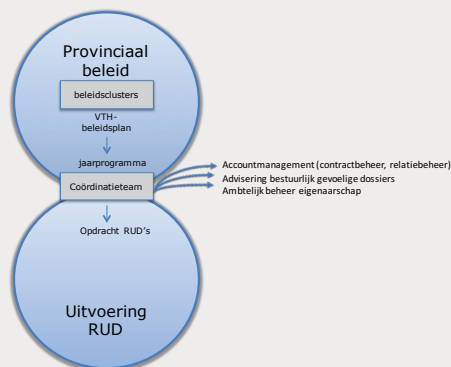 Provinciaal
beleid
beleidsclusters
VTH-
beleidsplan
jaarprogramma
Coördinatieteam
Accountmanagement (contractbeheer, relatiebeheer)
Advisering bestuurlijk gevoelige dossiers
Ambtelijk beheer eigenaarschap
Opdracht RUD's
Uitvoering
RUD